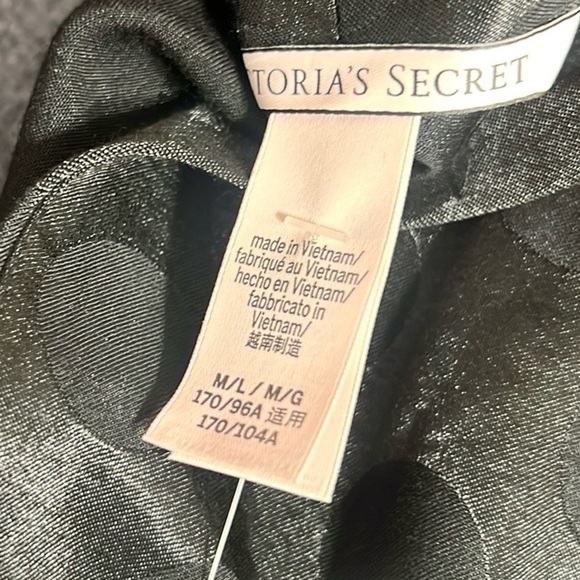 TORIA'S SECRET
made in Vietnam/
fabriqué au Vietnam/
hecho en Vietnam/
fabbricato in
Vietnam/
越南制造
M/L / M/G
170/96A 适用
170/104A